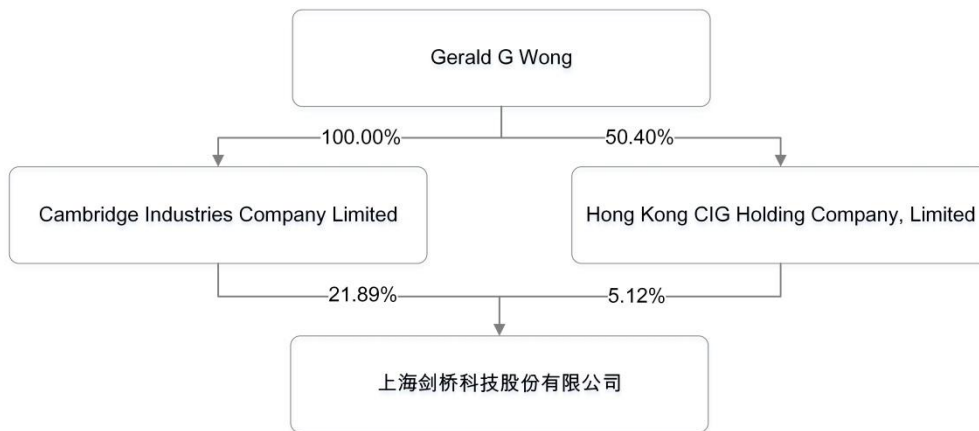 Gerald G Wong
100.00%
50.40%
Cambridge Industries Company Limited
Hong Kong CIG Holding Company, Limited
21.89%
5.12%
上海剑桥科技股份有限公司